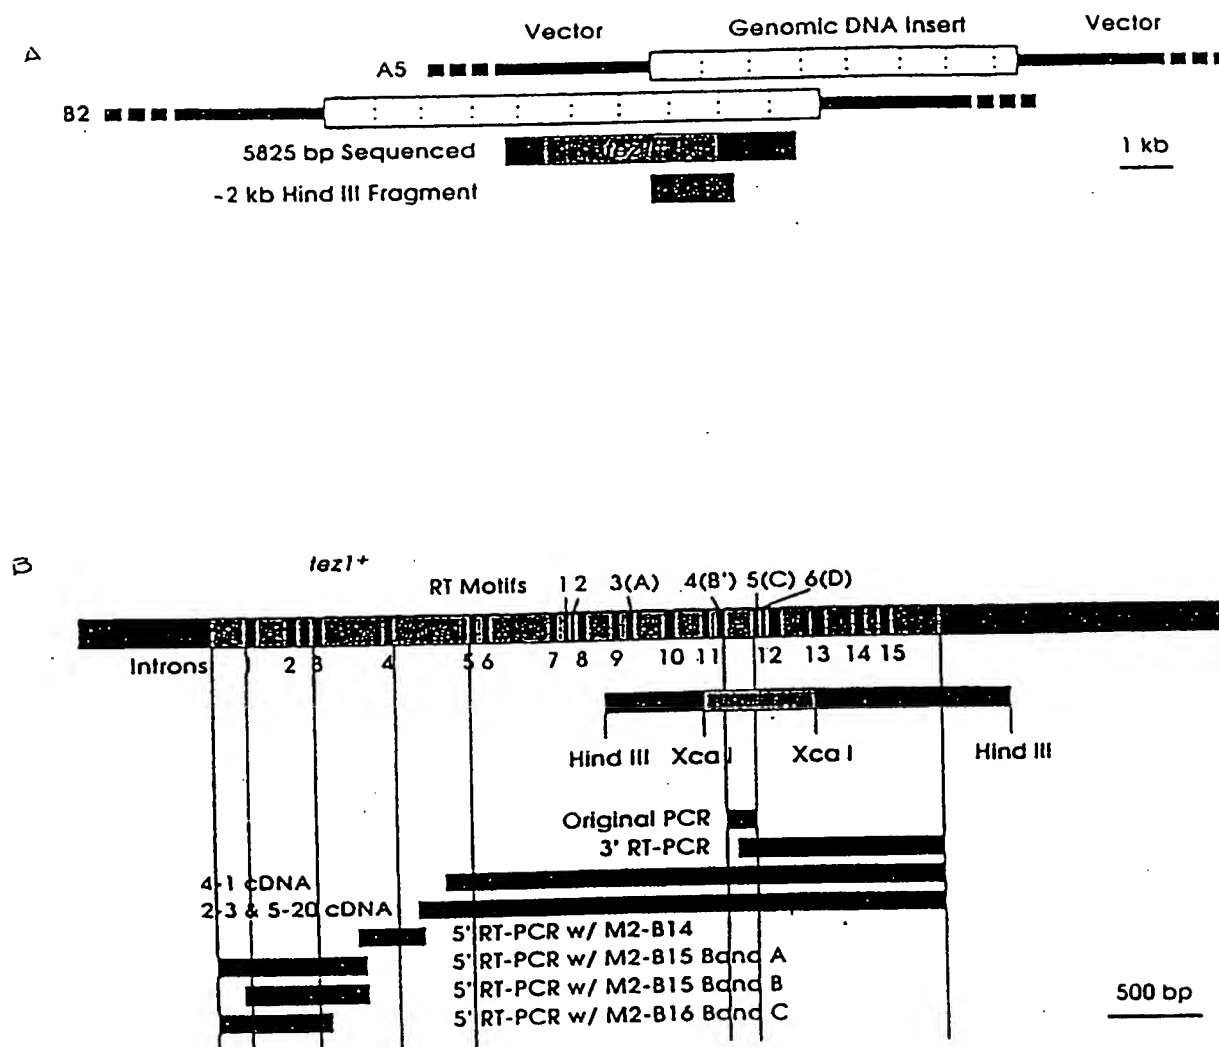 A
Vector Genomic DNA Insert Vector
A5
B2
5825 bp Sequenced tez1+
1 kb
~2 kb Hind III Fragment
B
tez1+
RT Motifs 1 2 3(A) 4(B') 5(C) 6(D)
Introns 1 2 3 4 5 6 7 8 9 10 11 12 13 14 15
Hind III Xca I Xca I Hind III
Original PCR
3' RT-PCR
4-1 cDNA
2-3 & 5-20 cDNA
5' RT-PCR w/ M2-B14
5' RT-PCR w/ M2-B15 Band A
5' RT-PCR w/ M2-B15 Band B
5' RT-PCR w/ M2-B16 Band C
500 bp